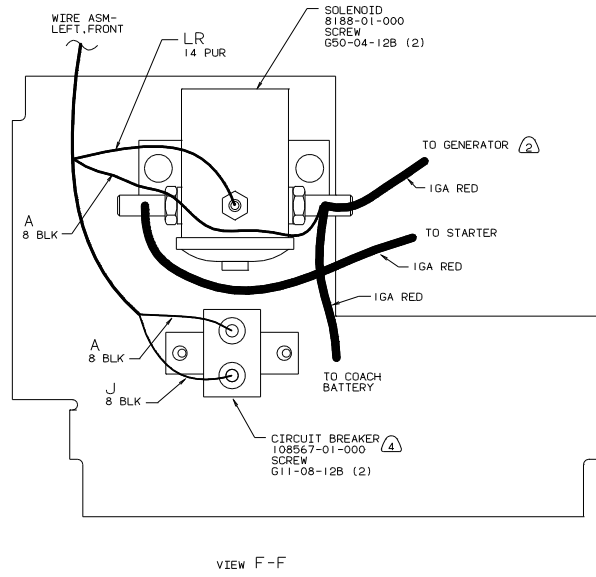 WIRE ASM-
LEFT,FRONT
LR
14 PUR
SOLENOID
8188-01-000
SCREW
G50-04-12B (2)
TO GENERATOR 2
1GA RED
A
8 BLK
TO STARTER
1GA RED
1GA RED
A
8 BLK
J
8 BLK
TO COACH
BATTERY
CIRCUIT BREAKER 4
108567-01-000
SCREW
G11-08-12B (2)
VIEW F-F